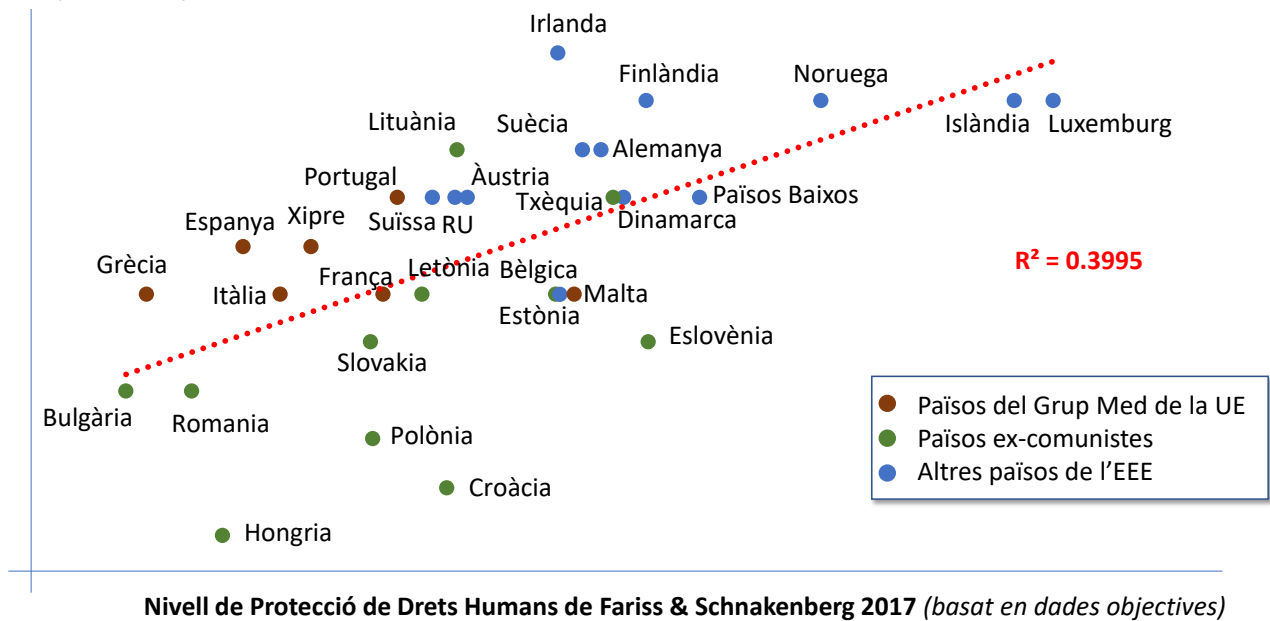 Irlanda
Finlàndia
Noruega
Lituània
Suècia
Alemanya
Islàndia
Luxemburg
Portugal
Àustria
Txèquia
Països Baixos
Espanya
Xipre
Suïssa
RU
Dinamarca
Grècia
Itàlia
França
Letònia
Bèlgica
Malta
R² = 0.3995
Estònia
Slovakia
Eslovènia
Bulgària
Romania
Polònia
Croàcia
Hongria
Països del Grup Med de la UE
Països ex-comunistes
Altres països de l’EEE
Nivell de Protecció de Drets Humans de Fariss & Schnakenberg 2017 (basat en dades objectives)